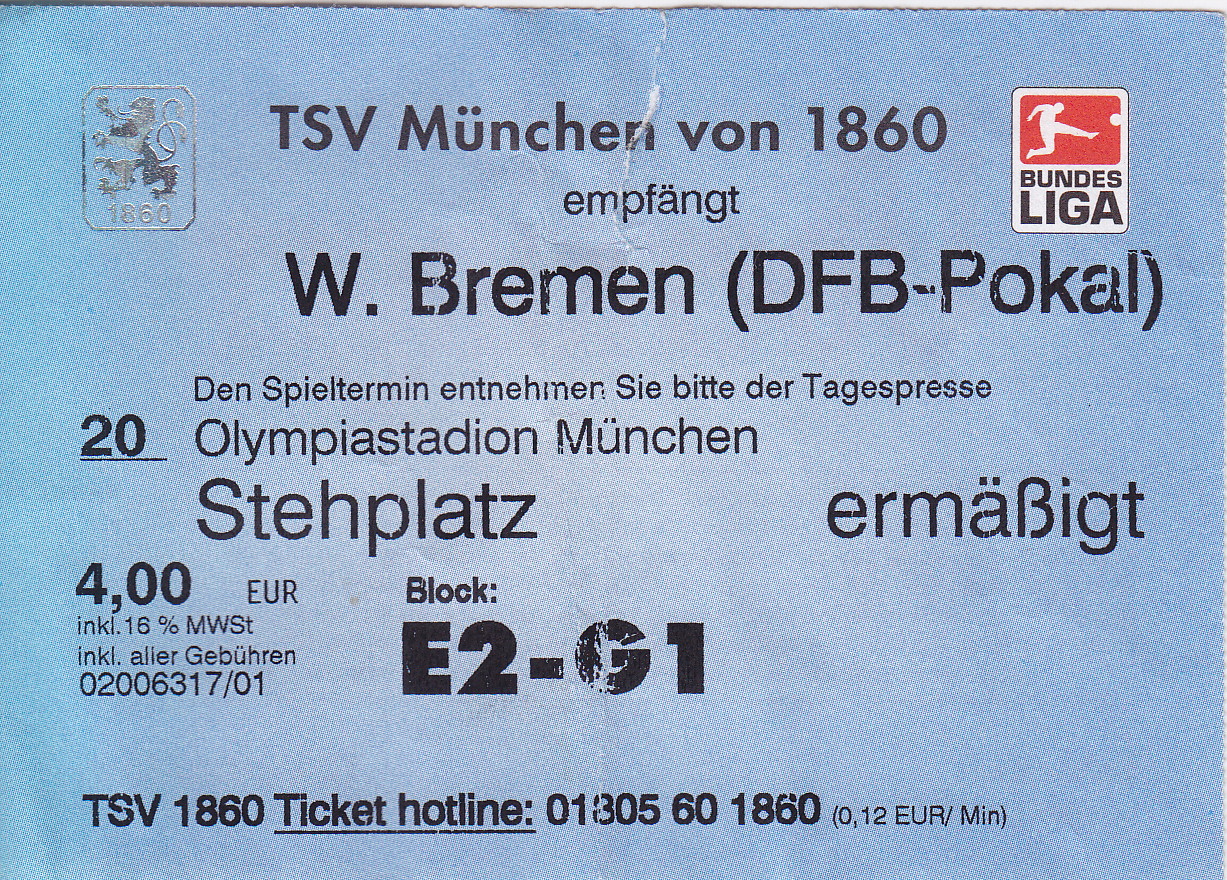 TSV München von 1860
1860
empfängt
BUNDES
LIGA
W. Bremen (DFB-Pokal)
Den Spieltermin entnehmen Sie bitte der Tagespresse
20 Olympiastadion München
Stehplatz ermäßigt
4,00 EUR Block:
inkl.16 % MWSt
E2-G1
inkl. aller Gebühren
02006317/01
TSV 1860 Ticket hotline: 01805 60 1860 (0,12 EUR/ Min)